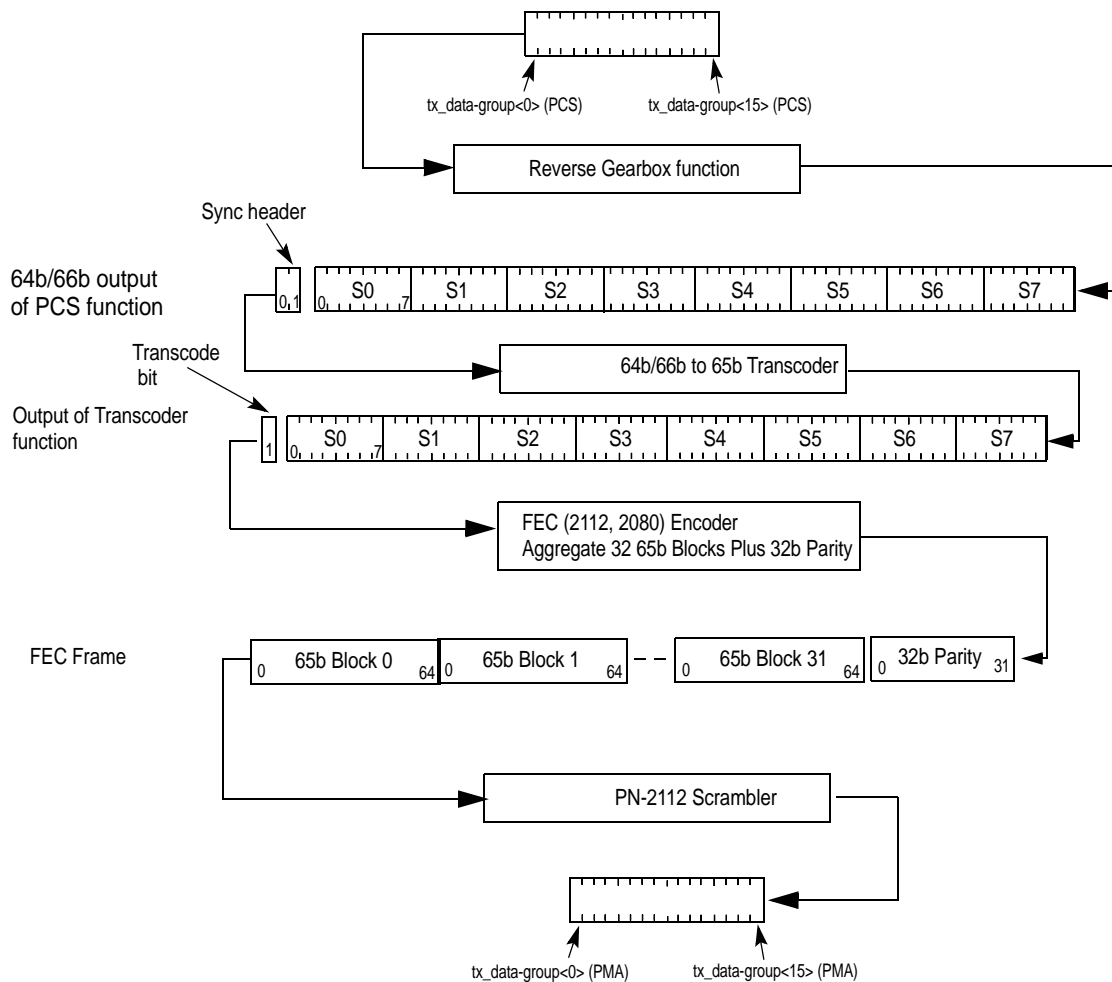 tx_data-group<0> (PCS)
tx_data-group<15> (PCS)
Reverse Gearbox function
Sync header
64b/66b output
of PCS function
0 1
0 S0 7 S1 S2 S3 S4 S5 S6 S7
64b/66b to 65b Transcoder
Transcode
bit
Output of Transcoder
function
1
0 S0 7 S1 S2 S3 S4 S5 S6 S7
FEC (2112, 2080) Encoder
Aggregate 32 65b Blocks Plus 32b Parity
FEC Frame
0 65b Block 0 64
0 65b Block 1 64
0 65b Block 31 64
0 32b Parity 31
PN-2112 Scrambler
tx_data-group<0> (PMA)
tx_data-group<15> (PMA)